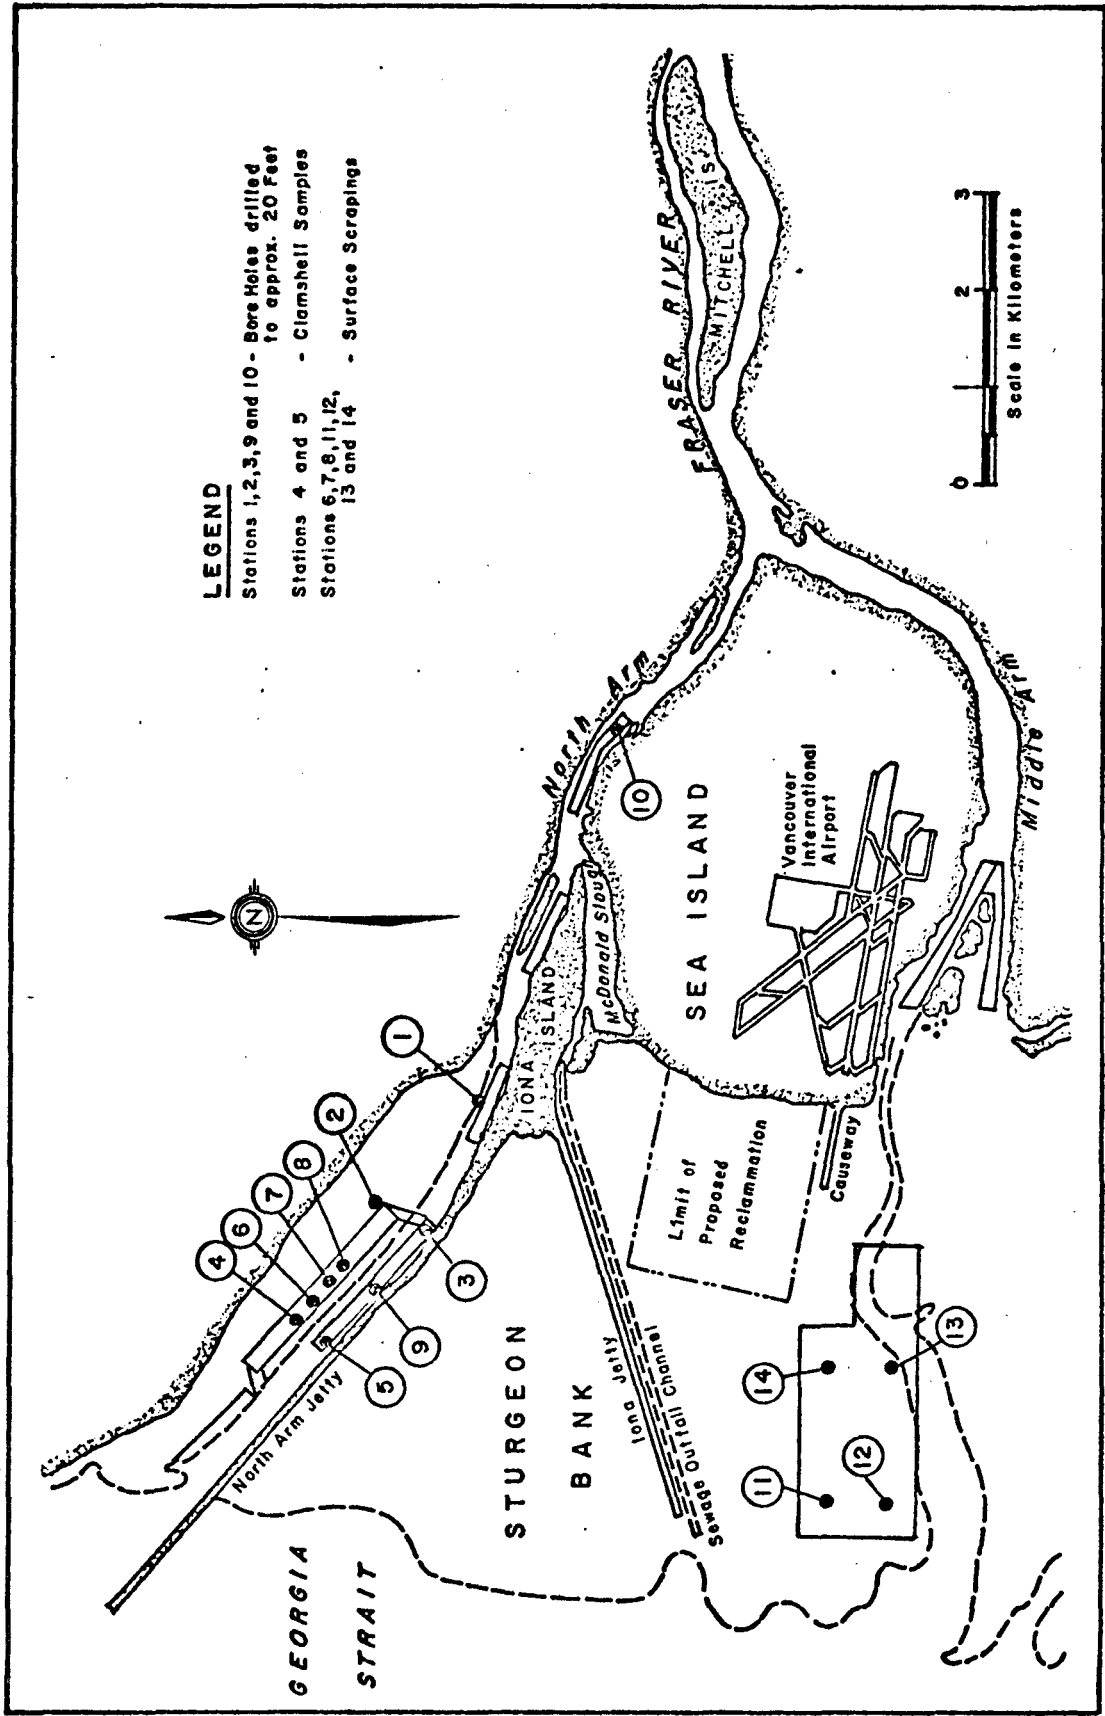 LEGEND
Stations 1,2,3,9 and 10 - Bore Holes drilled
to approx. 20 Feet
Stations 4 and 5 - Clamshell Samples
Stations 6,7,8,11,12,
13 and 14 - Surface Scrapings
N
GEORGIA
STRAIT
North Arm Jetty
STURGEON
BANK
Iona Jetty
Sewage Outfall Channel
IONA ISLAND
McDonald Slough
North Arm
FRASER RIVER
MITCHELL IS
SEA ISLAND
Vancouver
International
Airport
Middle Arm
Limit of
Proposed
Reclammation
Causeway
4
6
7
8
2
1
5
9
3
10
11
12
14
13
0 1 2 3
Scale in Kilometers